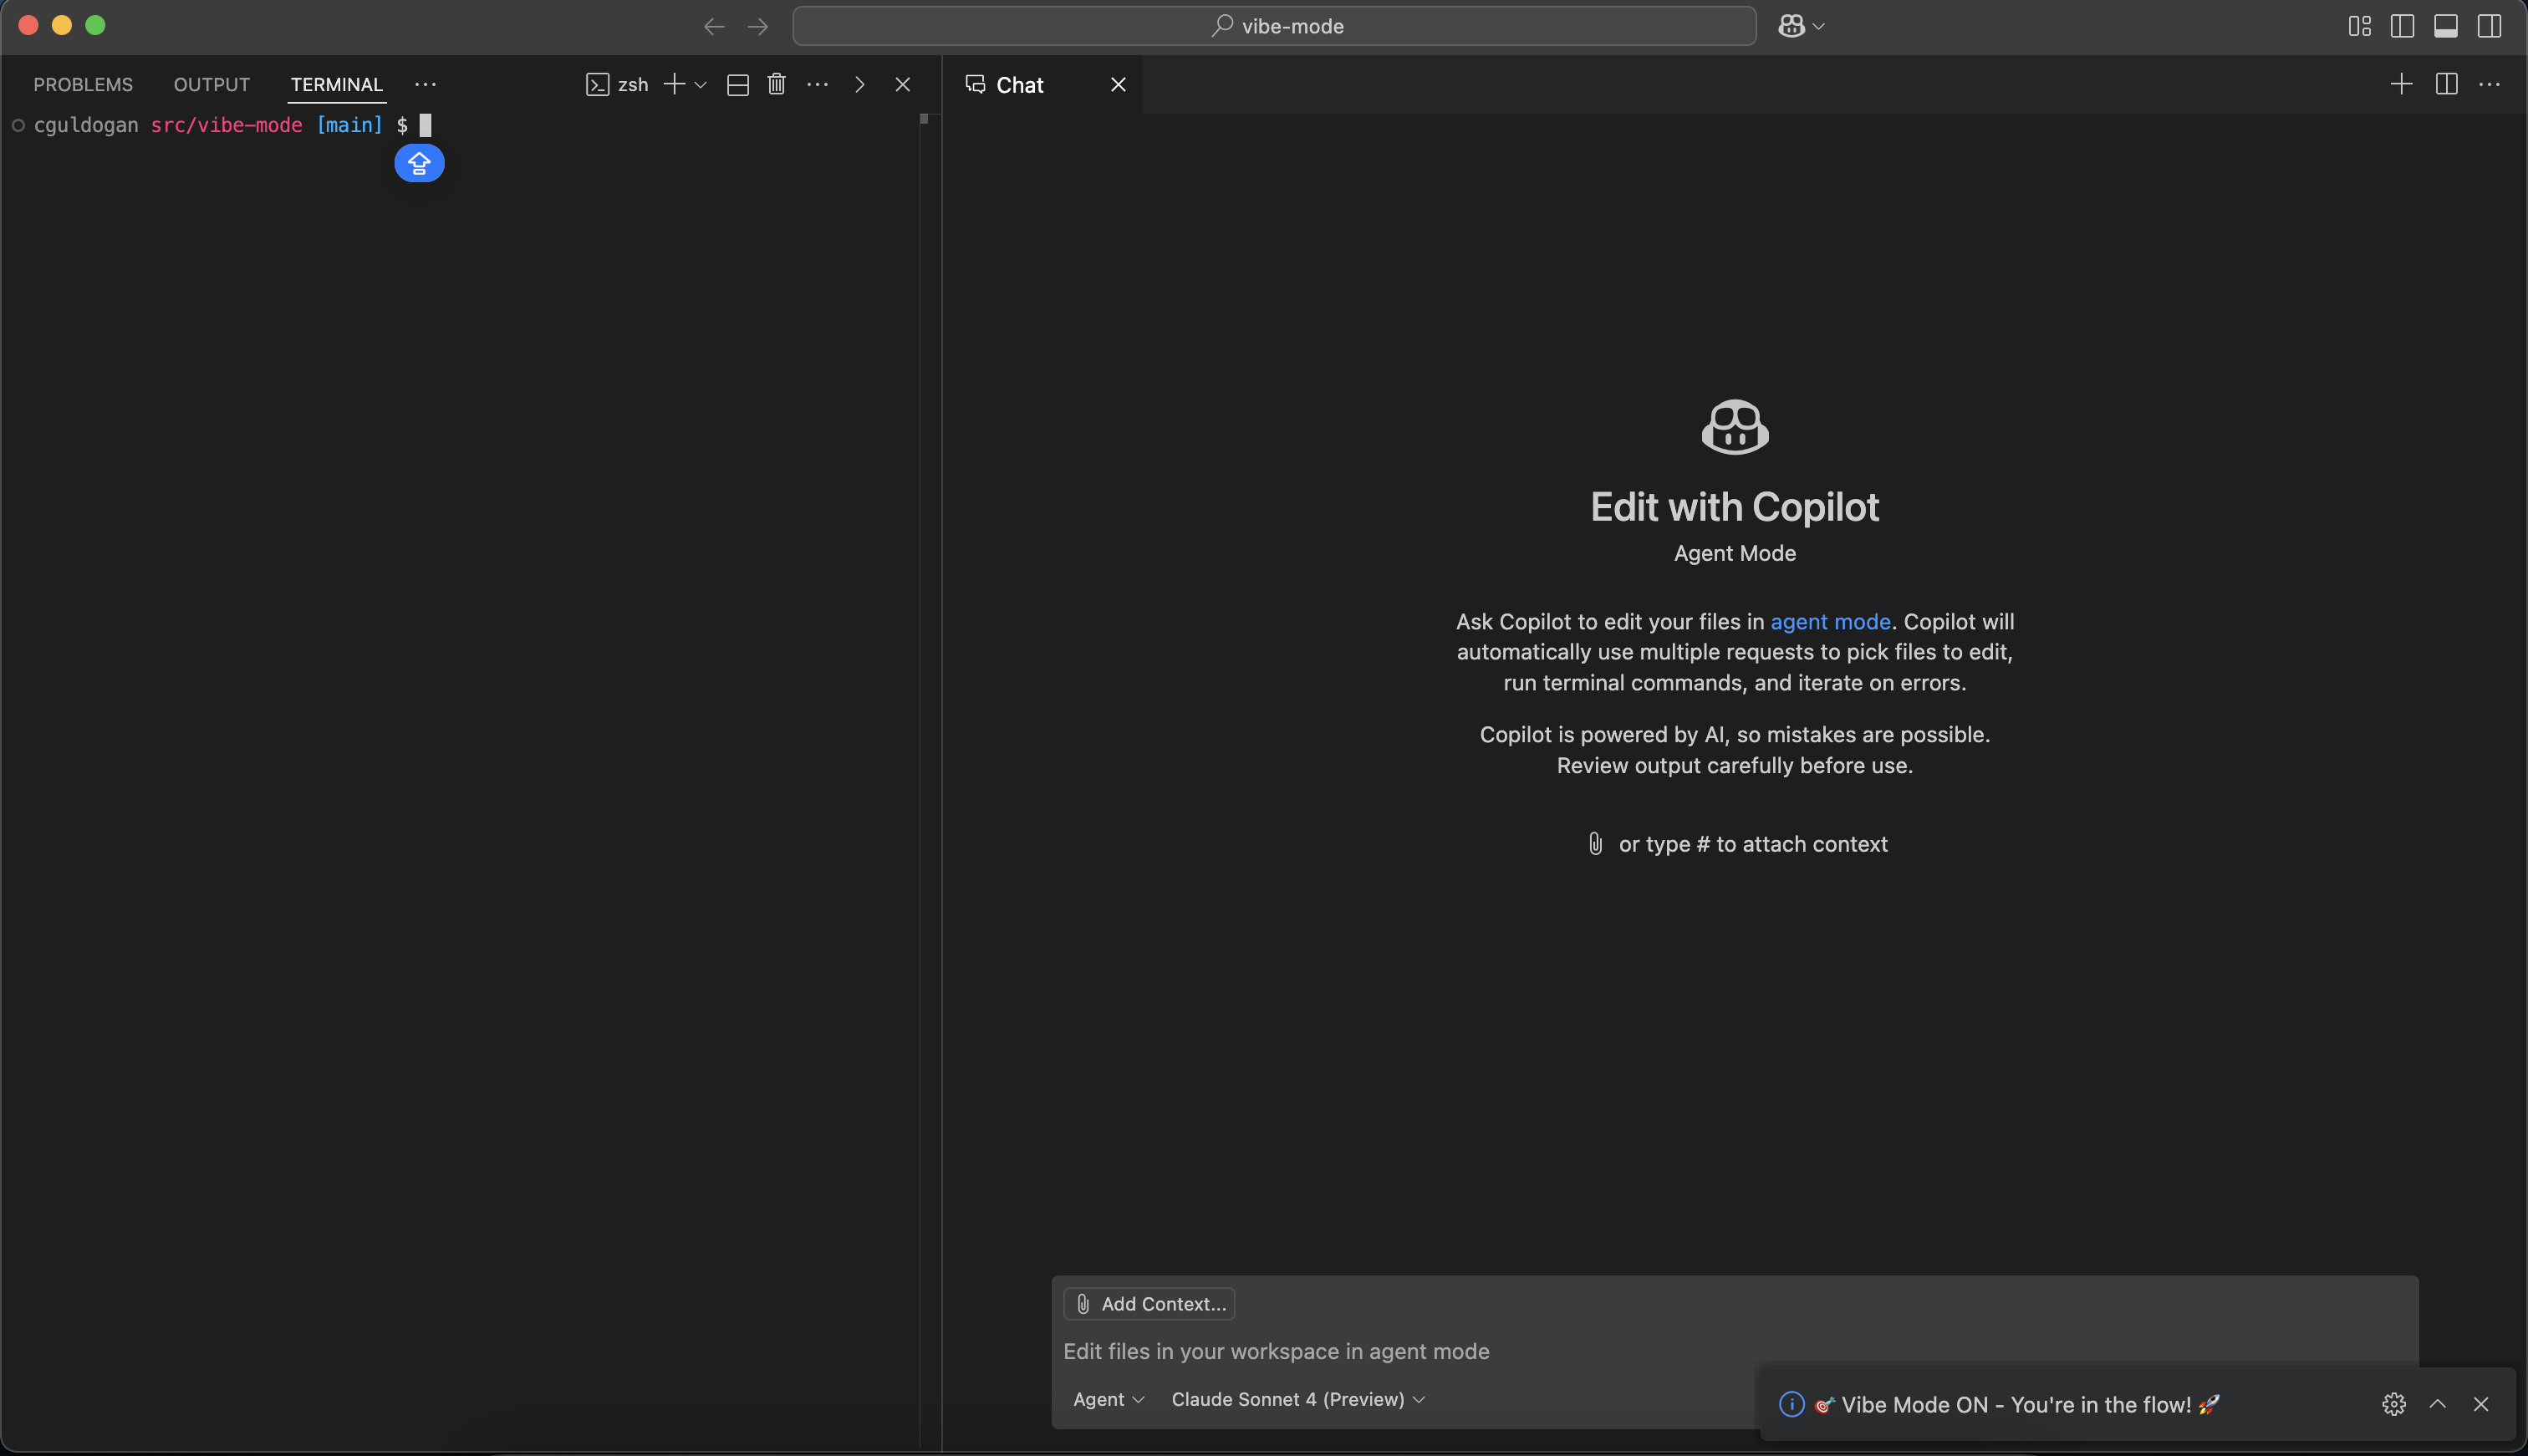 vibe-mode
PROBLEMS OUTPUT TERMINAL ··· zsh ···
cguldogan src/vibe-mode [main] $
Chat
Edit with Copilot
Agent Mode
Ask Copilot to edit your files in agent mode. Copilot will
automatically use multiple requests to pick files to edit,
run terminal commands, and iterate on errors.
Copilot is powered by AI, so mistakes are possible.
Review output carefully before use.
or type # to attach context
Add Context...
Edit files in your workspace in agent mode
Agent Claude Sonnet 4 (Preview)
🎯 Vibe Mode ON - You're in the flow! 🚀